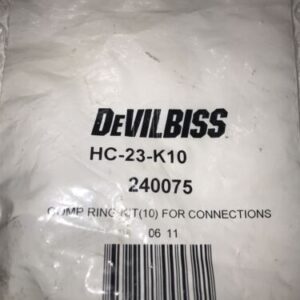 DEVILBISS
HC-23-K10
240075
COMP RING KIT(10) FOR CONNECTIONS
06 11